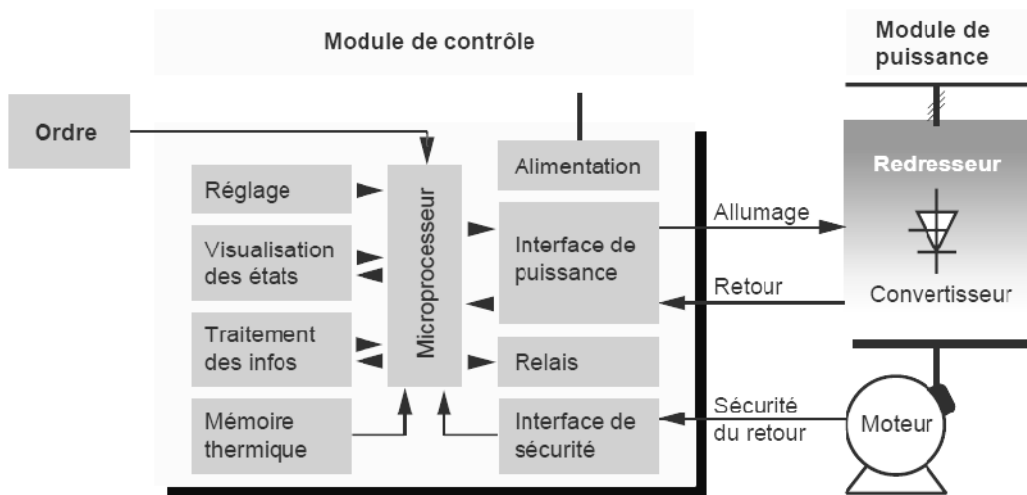 Module de contrôle
Module de
puissance
Ordre
Réglage
Visualisation
des états
Traitement
des infos
Mémoire
thermique
Microprocesseur
Alimentation
Interface de
puissance
Relais
Interface de
sécurité
Allumage
Retour
Sécurité
du retour
Redresseur
Convertisseur
Moteur